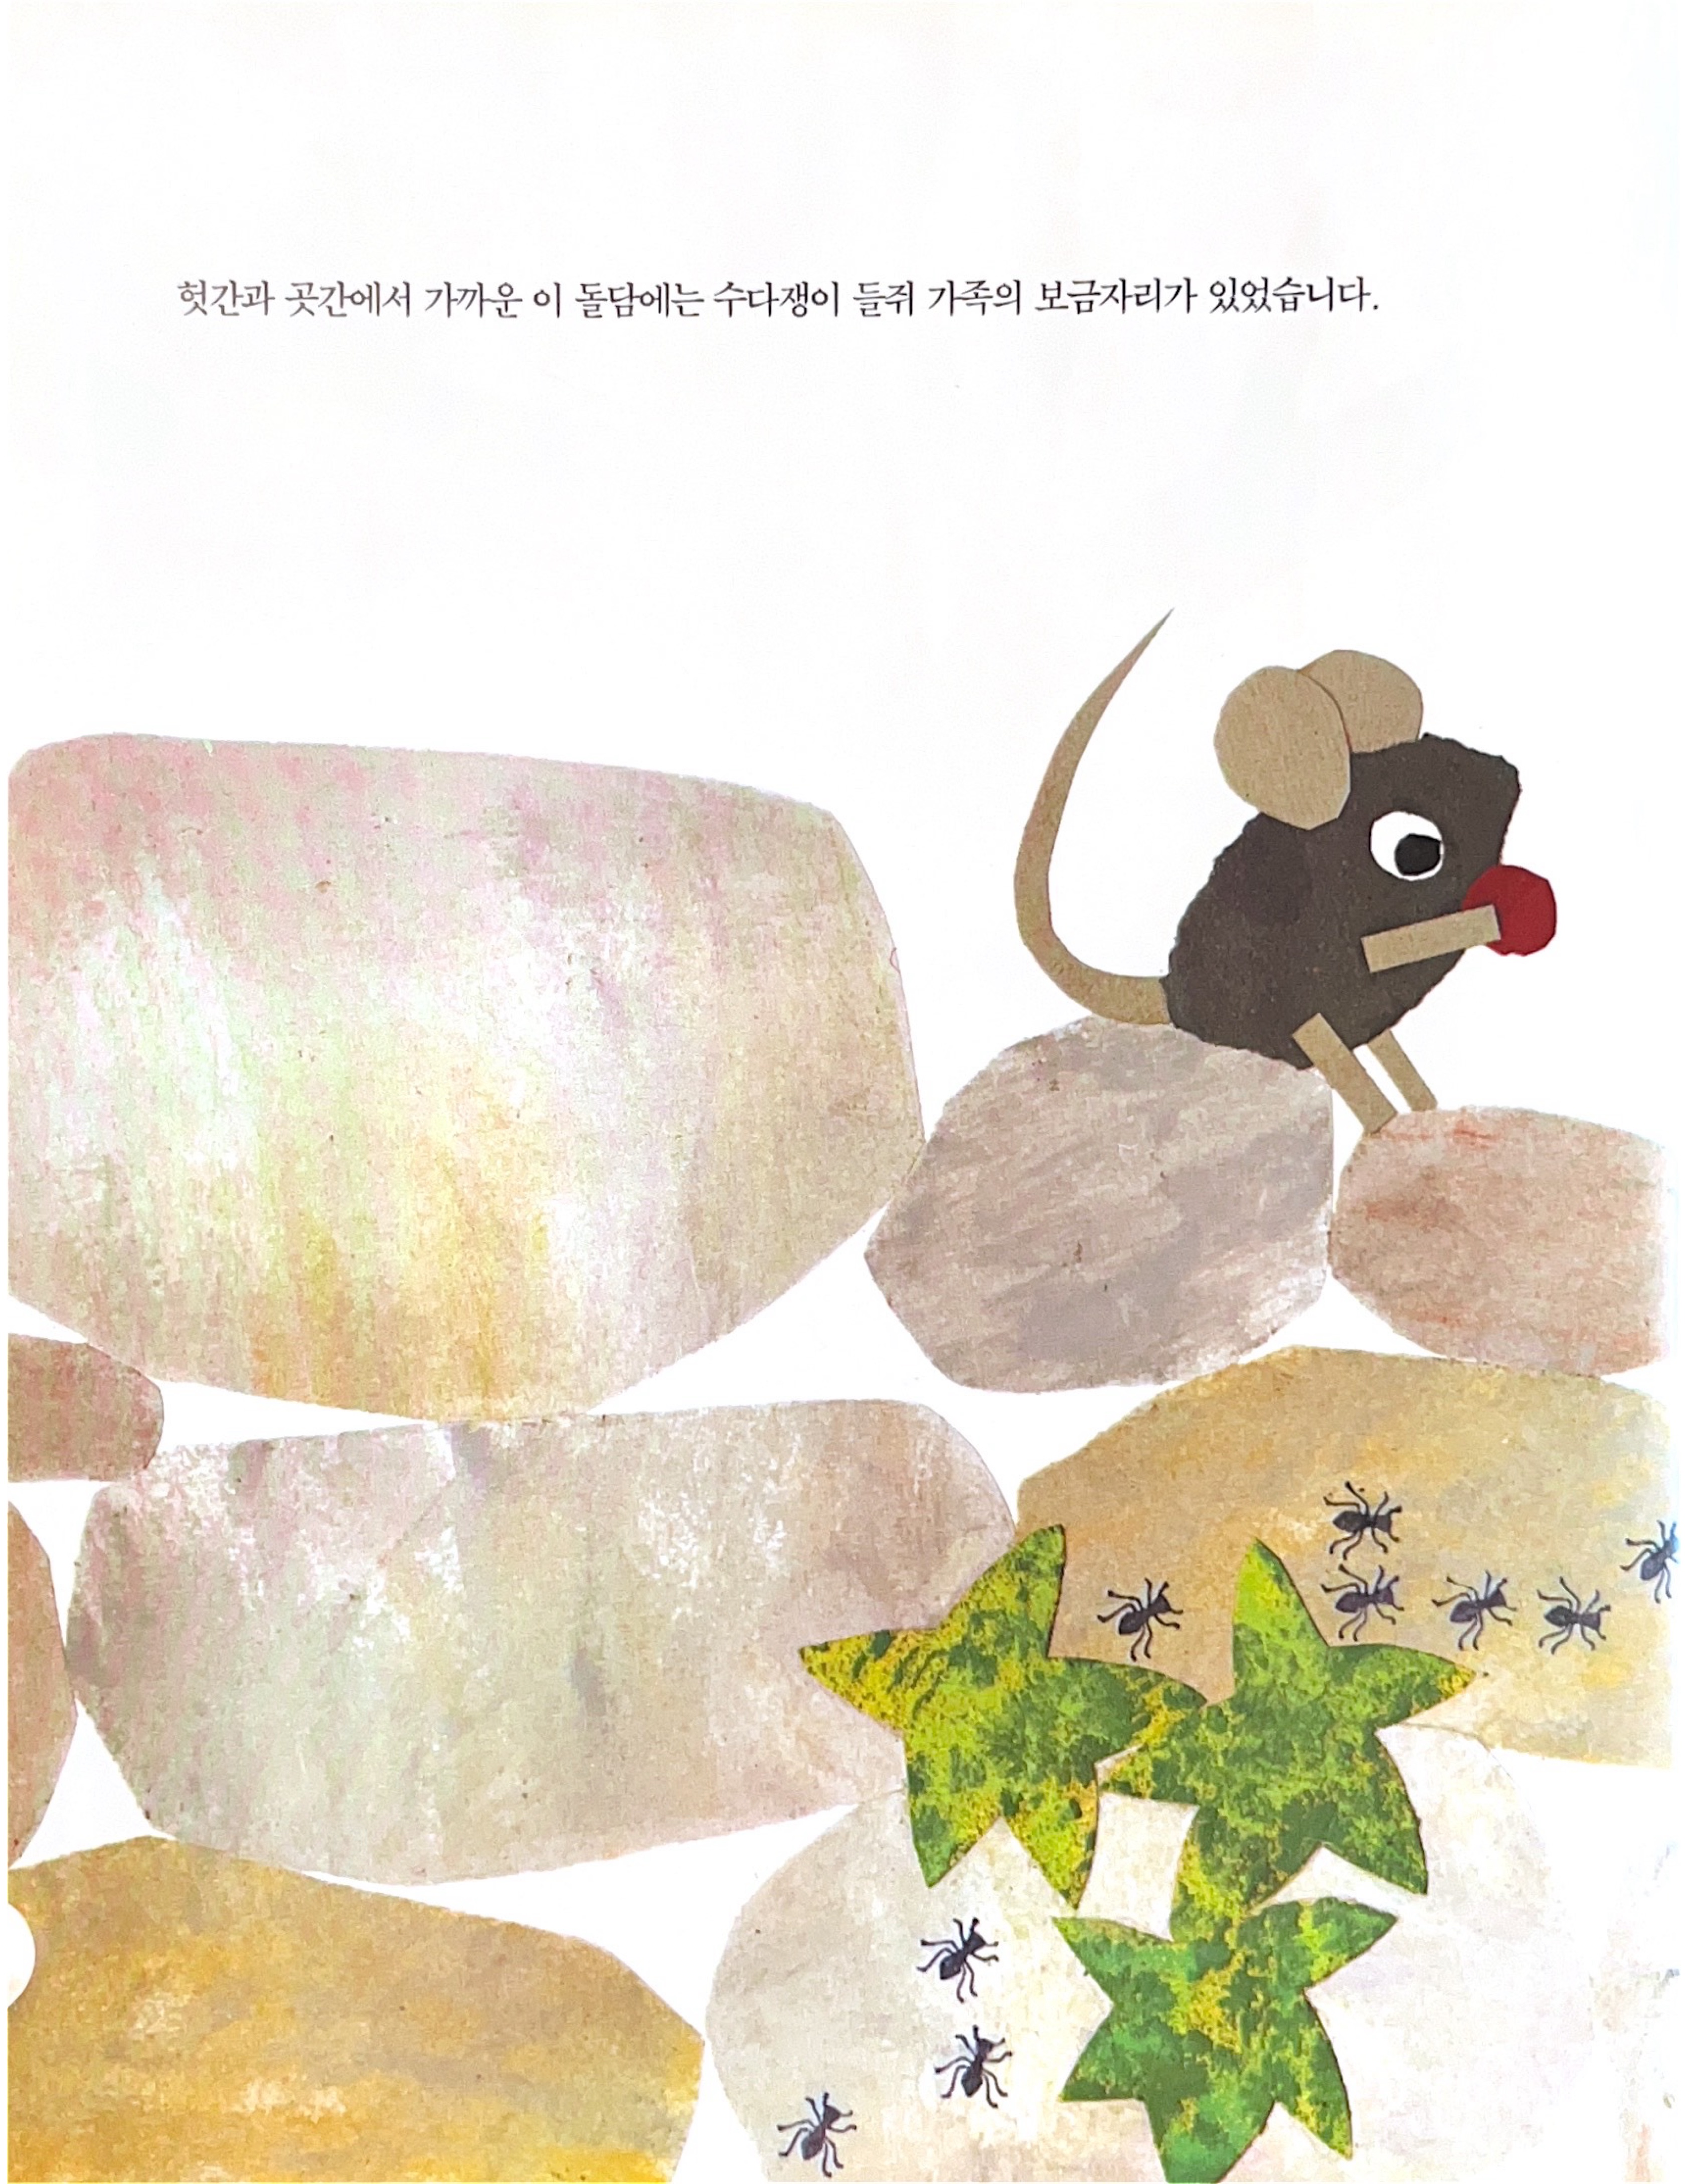 헛간과 곳간에서 가까운 이 돌담에는 수다쟁이 들쥐 가족의 보금자리가 있었습니다.